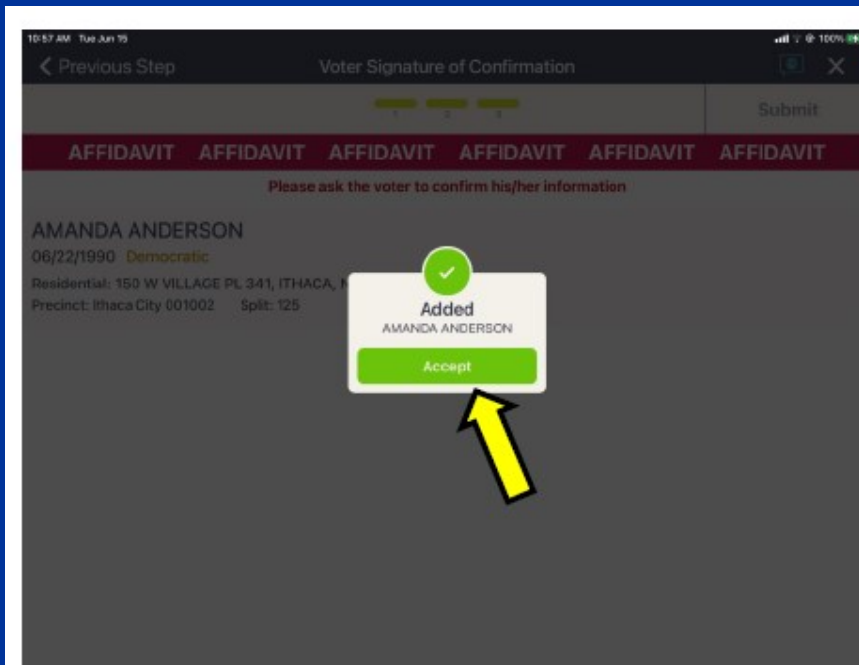 10:57 AM Tue Jun 15 100%
Previous Step Voter Signature of Confirmation
1 2 3 Submit
AFFIDAVIT AFFIDAVIT AFFIDAVIT AFFIDAVIT AFFIDAVIT AFFIDAVIT
Please ask the voter to confirm his/her information
AMANDA ANDERSON
06/22/1990 Democratic
Residential: 150 W VILLAGE PL 341, ITHACA,
Precinct: Ithaca City 001002 Split: 125
Added
AMANDA ANDERSON
Accept